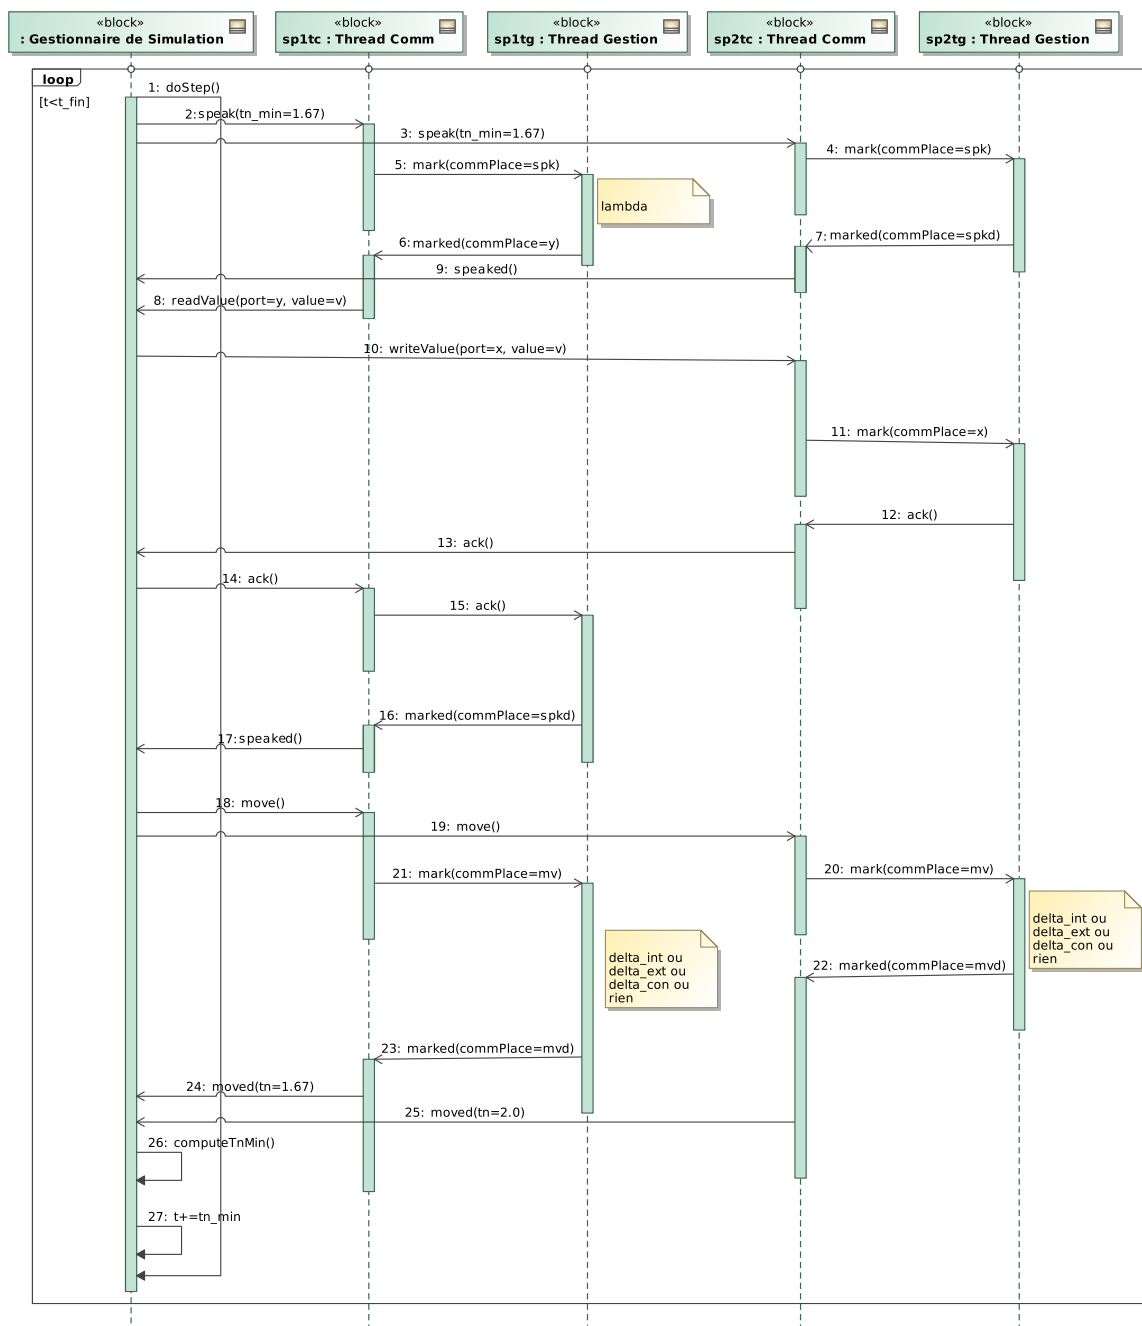 «block»
: Gestionnaire de Simulation
«block»
sp1tc : Thread Comm
«block»
sp1tg : Thread Gestion
«block»
sp2tc : Thread Comm
«block»
sp2tg : Thread Gestion
loop
[t<t_fin]
1: doStep()
2:speak(tn_min=1.67)
3: speak(tn_min=1.67)
4: mark(commPlace=spk)
5: mark(commPlace=spk)
lambda
6:marked(commPlace=y)
7:marked(commPlace=spkd)
9: speaked()
8: readValue(port=y, value=v)
10: writeValue(port=x, value=v)
11: mark(commPlace=x)
12: ack()
13: ack()
14: ack()
15: ack()
16: marked(commPlace=spkd)
17:speaked()
18: move()
19: move()
20: mark(commPlace=mv)
21: mark(commPlace=mv)
delta_int ou
delta_ext ou
delta_con ou
rien
delta_int ou
delta_ext ou
delta_con ou
rien
22: marked(commPlace=mvd)
23: marked(commPlace=mvd)
24: moved(tn=1.67)
25: moved(tn=2.0)
26: computeTnMin()
27: t+=tn_min